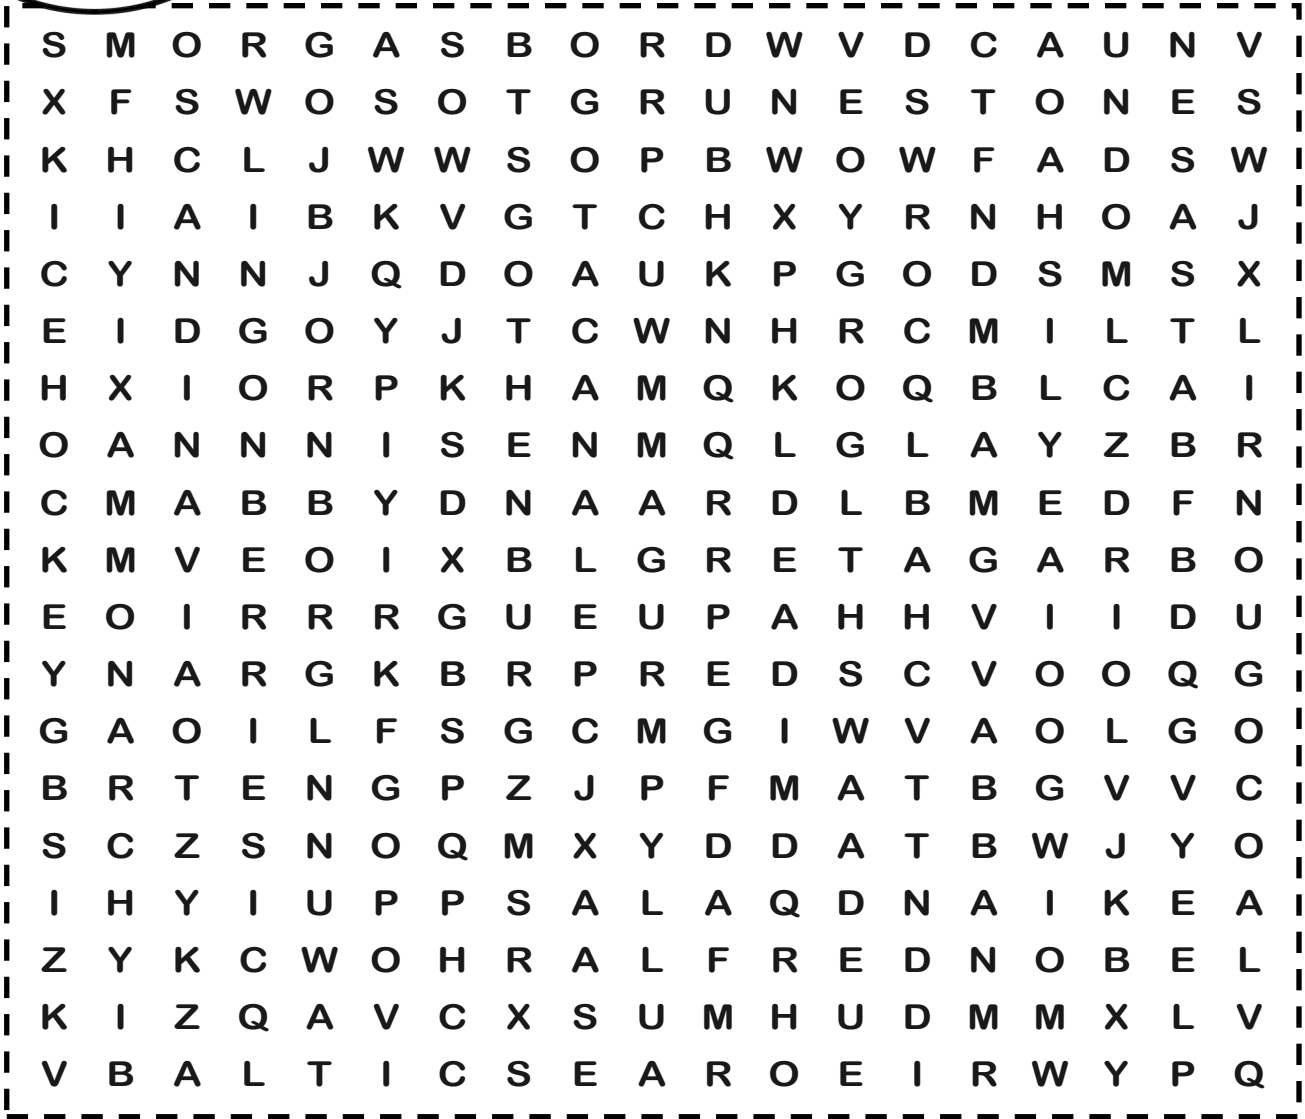 S M O R G A S B O R D W V D C A U N V
X F S W O S O T G R U N E S T O N E S
K H C L J W W S O P B W O W F A D S W
I I A I B K V G T C H X Y R N H O A J
C Y N N J Q D O A U K P G O D S M S X
E I D G O Y J T C W N H R C M I L T L
H X I O R P K H A M Q K O Q B L C A I
O A N N N I S E N M Q L G L A Y Z B R
C M A B B Y D N A A R D L B M E D F N
K M V E O I X B L G R E T A G A R B O
E O I R R R G U E U P A H H V I I D U
Y N A R G K B R P R E D S C V O O Q G
G A O I L F S G C M G I W V A O L G O
B R T E N G P Z J P F M A T B G V V C
S C Z S N O Q M X Y D D A T B W J Y O
I H Y I U P P S A L A Q D N A I K E A
Z Y K C W O H R A L F R E D N O B E L
K I Z Q A V C X S U M H U D M M X L V
V B A L T I C S E A R O E I R W Y P Q